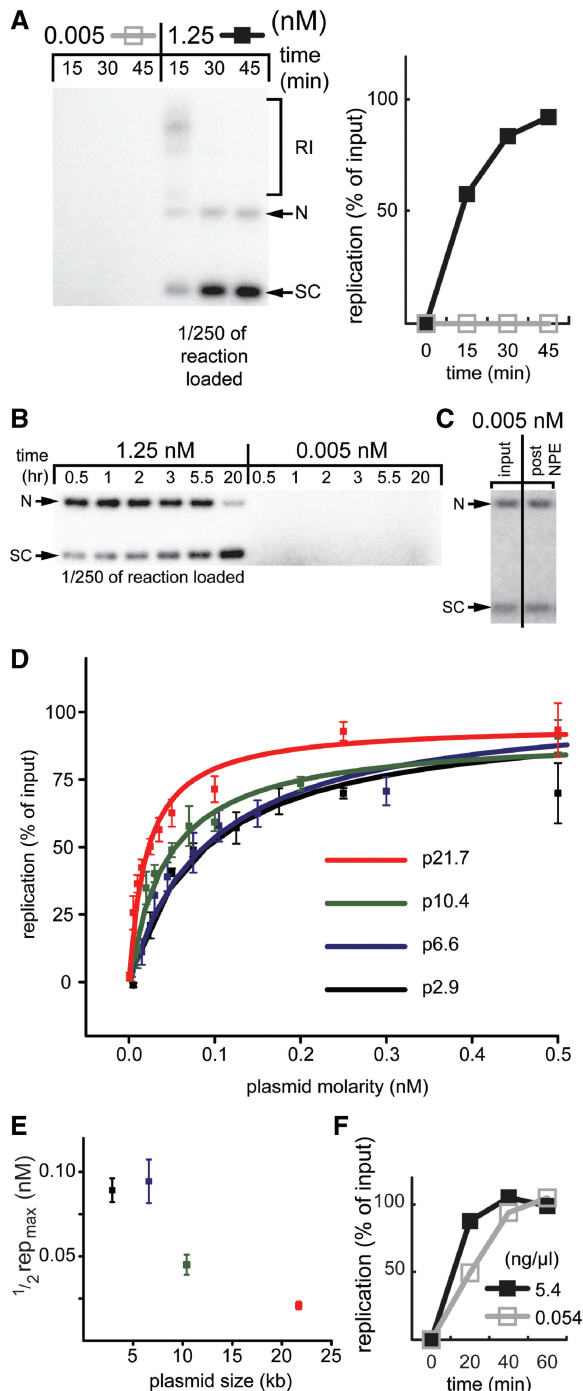 A
0.005 1.25 (nM)
15 30 45 15 30 45 time (min)
RI
N
SC
1/250 of reaction loaded
replication (% of input)
100
50
0 15 30 45
time (min)
B
1.25 nM 0.005 nM
time (hr) 0.5 1 2 3 5.5 20 0.5 1 2 3 5.5 20
N
SC
1/250 of reaction loaded
C
0.005 nM
input post NPE
N
SC
D
replication (% of input)
100
75
50
25
0
p21.7
p10.4
p6.6
p2.9
0.0 0.1 0.2 0.3 0.4 0.5
plasmid molarity (nM)
E
1/2 rep max (nM)
0.10
0.05
5 10 15 20 25
plasmid size (kb)
F
replication (% of input)
100
50
(ng/µl)
5.4
0.054
0 20 40 60
time (min)